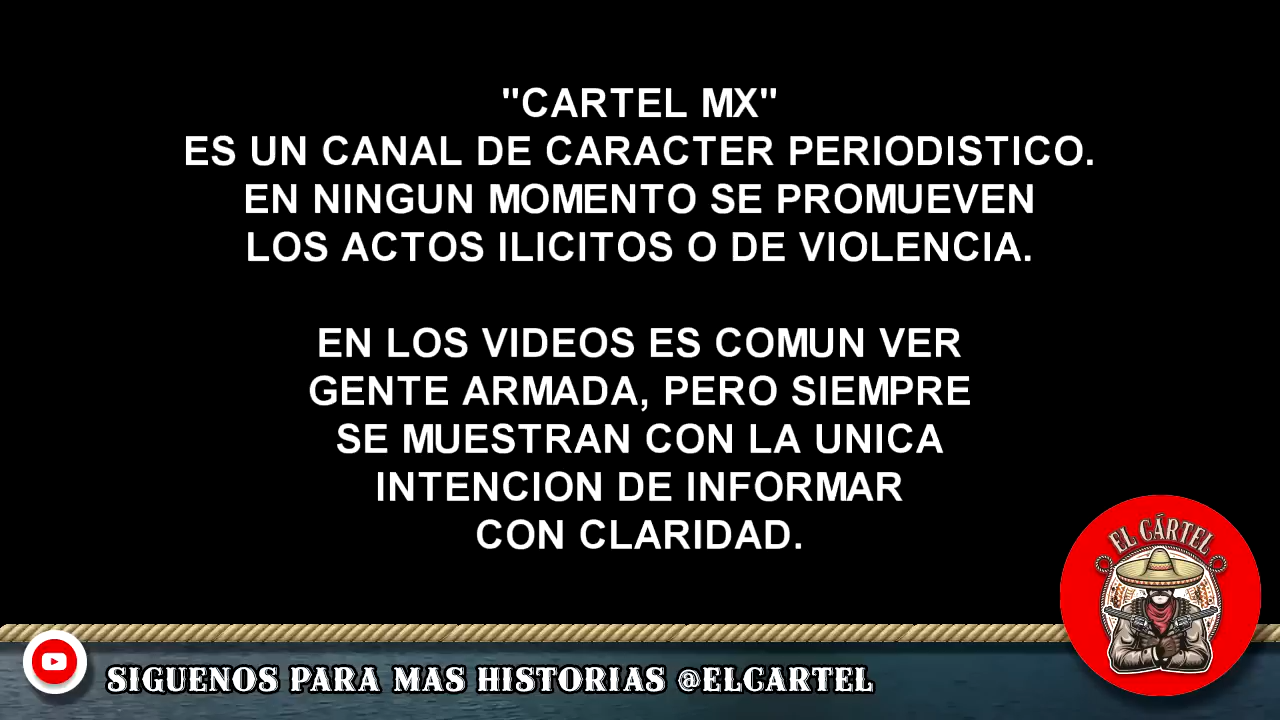 "CARTEL MX"
ES UN CANAL DE CARACTER PERIODISTICO.
EN NINGUN MOMENTO SE PROMUEVEN
LOS ACTOS ILICITOS O DE VIOLENCIA.
EN LOS VIDEOS ES COMUN VER
GENTE ARMADA, PERO SIEMPRE
SE MUESTRAN CON LA UNICA
INTENCION DE INFORMAR
CON CLARIDAD.
EL CÁRTEL
SIGUENOS PARA MAS HISTORIAS @ELCARTEL